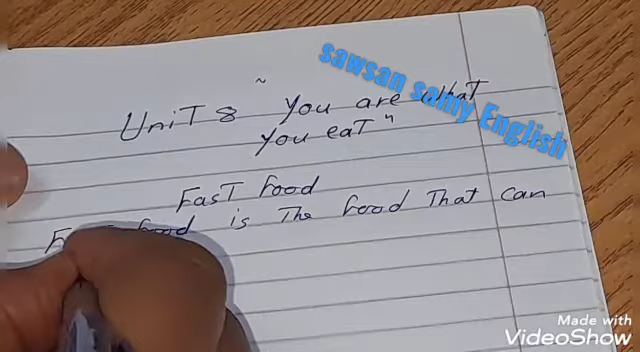 Unit 8 ~ You are what
you eat"
Fast food
food is the food that can
sawsan samy English
Made with
VideoShow